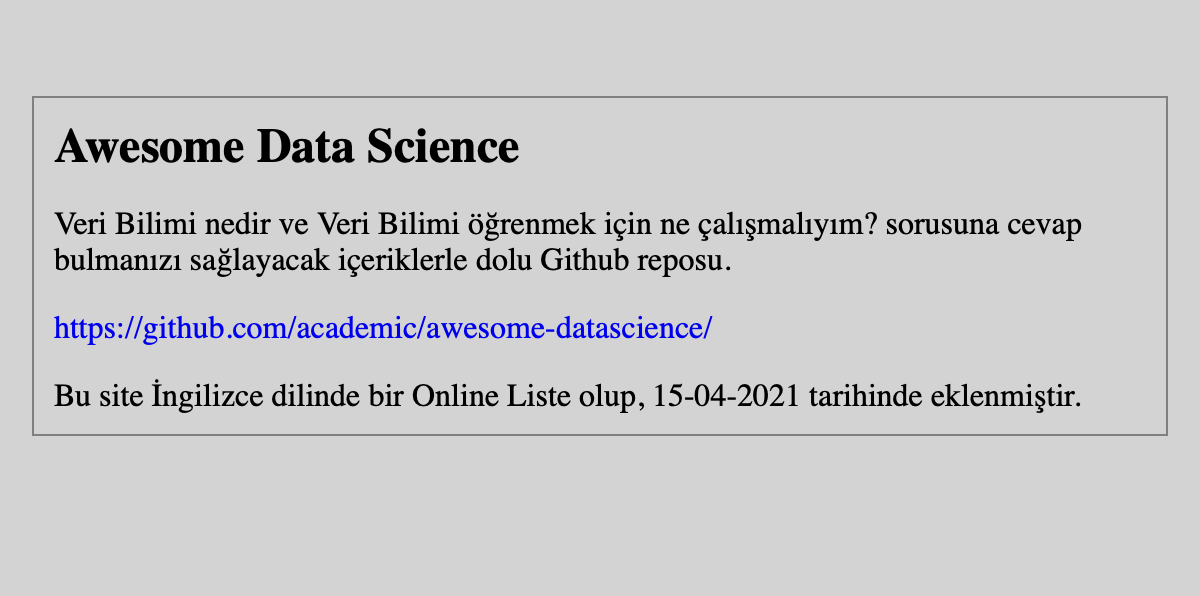 Awesome Data Science
Veri Bilimi nedir ve Veri Bilimi öğrenmek için ne çalışmalıyım? sorusuna cevap
bulmanızı sağlayacak içeriklerle dolu Github reposu.
https://github.com/academic/awesome-datascience/
Bu site İngilizce dilinde bir Online Liste olup, 15-04-2021 tarihinde eklenmiştir.